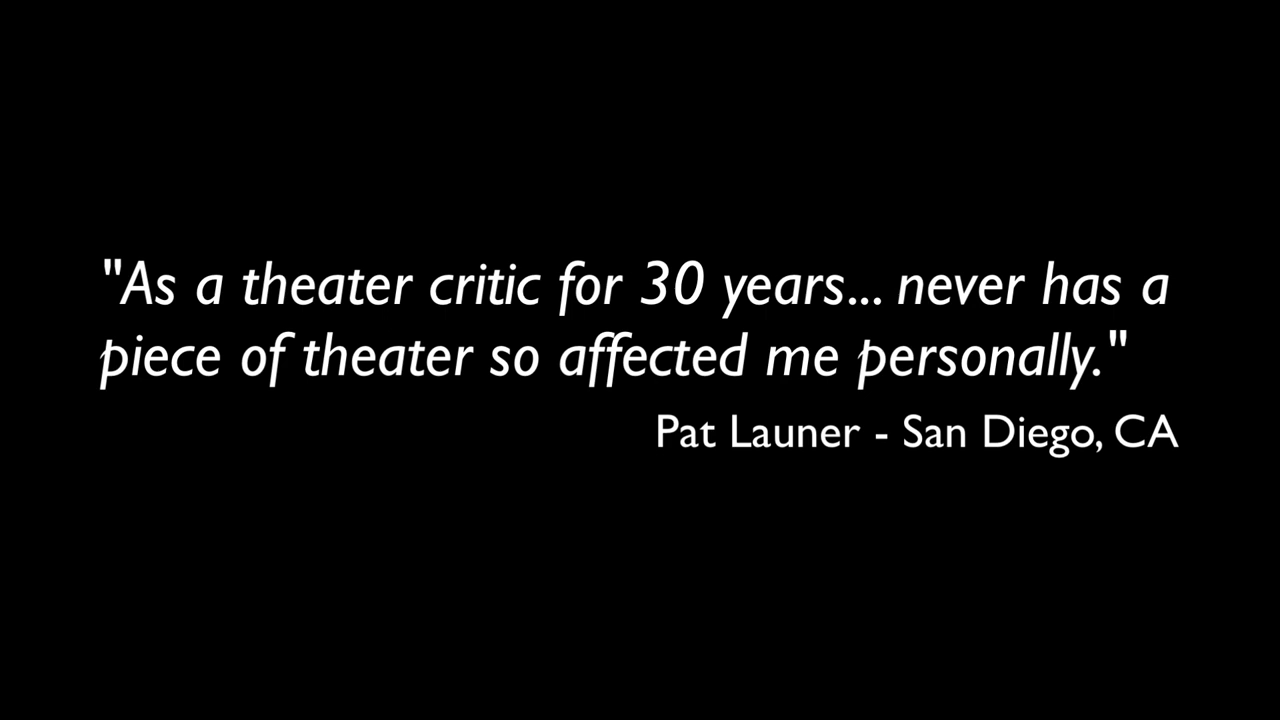 "As a theater critic for 30 years... never has a
piece of theater so affected me personally."
Pat Launer - San Diego, CA